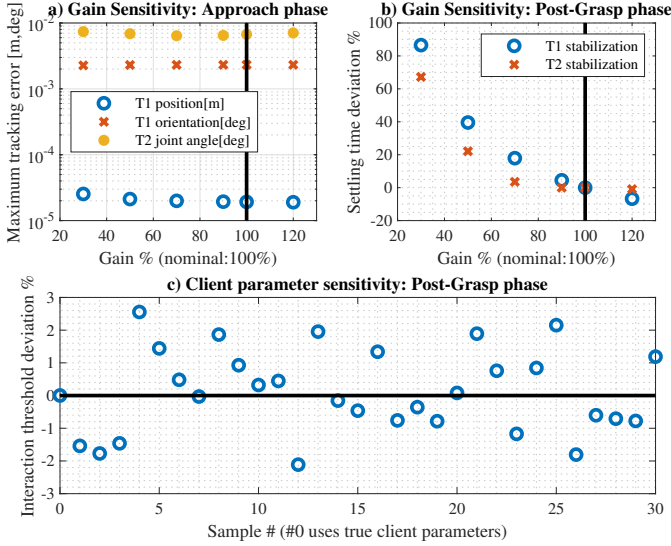 a) Gain Sensitivity: Approach phase
Maximum tracking error [m,deg]
10^-2
10^-3
10^-4
10^-5
T1 position[m]
T1 orientation[deg]
T2 joint angle[deg]
20 40 60 80 100 120
Gain % (nominal:100%)
b) Gain Sensitivity: Post-Grasp phase
Settling time deviation %
100
80
60
40
20
0
-20
T1 stabilization
T2 stabilization
20 40 60 80 100 120
Gain % (nominal:100%)
c) Client parameter sensitivity: Post-Grasp phase
Interaction threshold deviation %
3
2
1
0
-1
-2
-3
0 5 10 15 20 25 30
Sample # (#0 uses true client parameters)